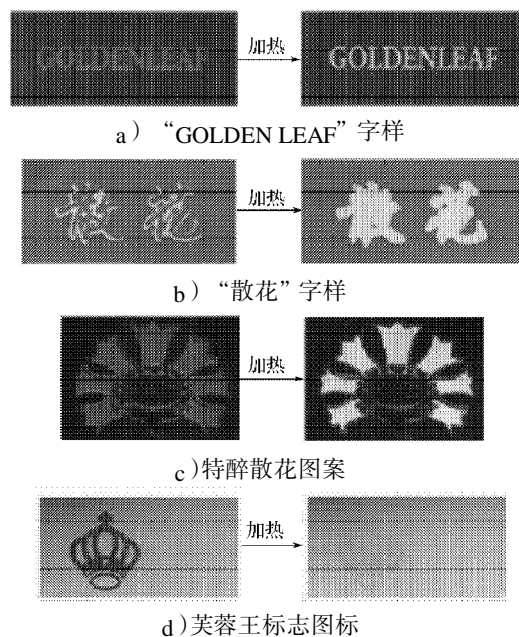 GOLDENLEAF
加热
GOLDENLEAF
a） “GOLDEN LEAF”字样
散花
加热
散花
b） “散花”字样
加热
c)特醉散花图案
加热
d)芙蓉王标志图标